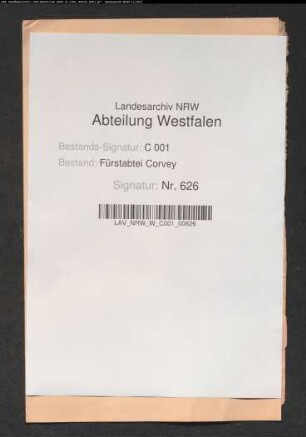 Landesarchiv NRW
Abteilung Westfalen
Bestands-Signatur: C 001
Bestand: Fürstabtei Corvey
Signatur: Nr. 626
LAV_NRW_W_C001_00626